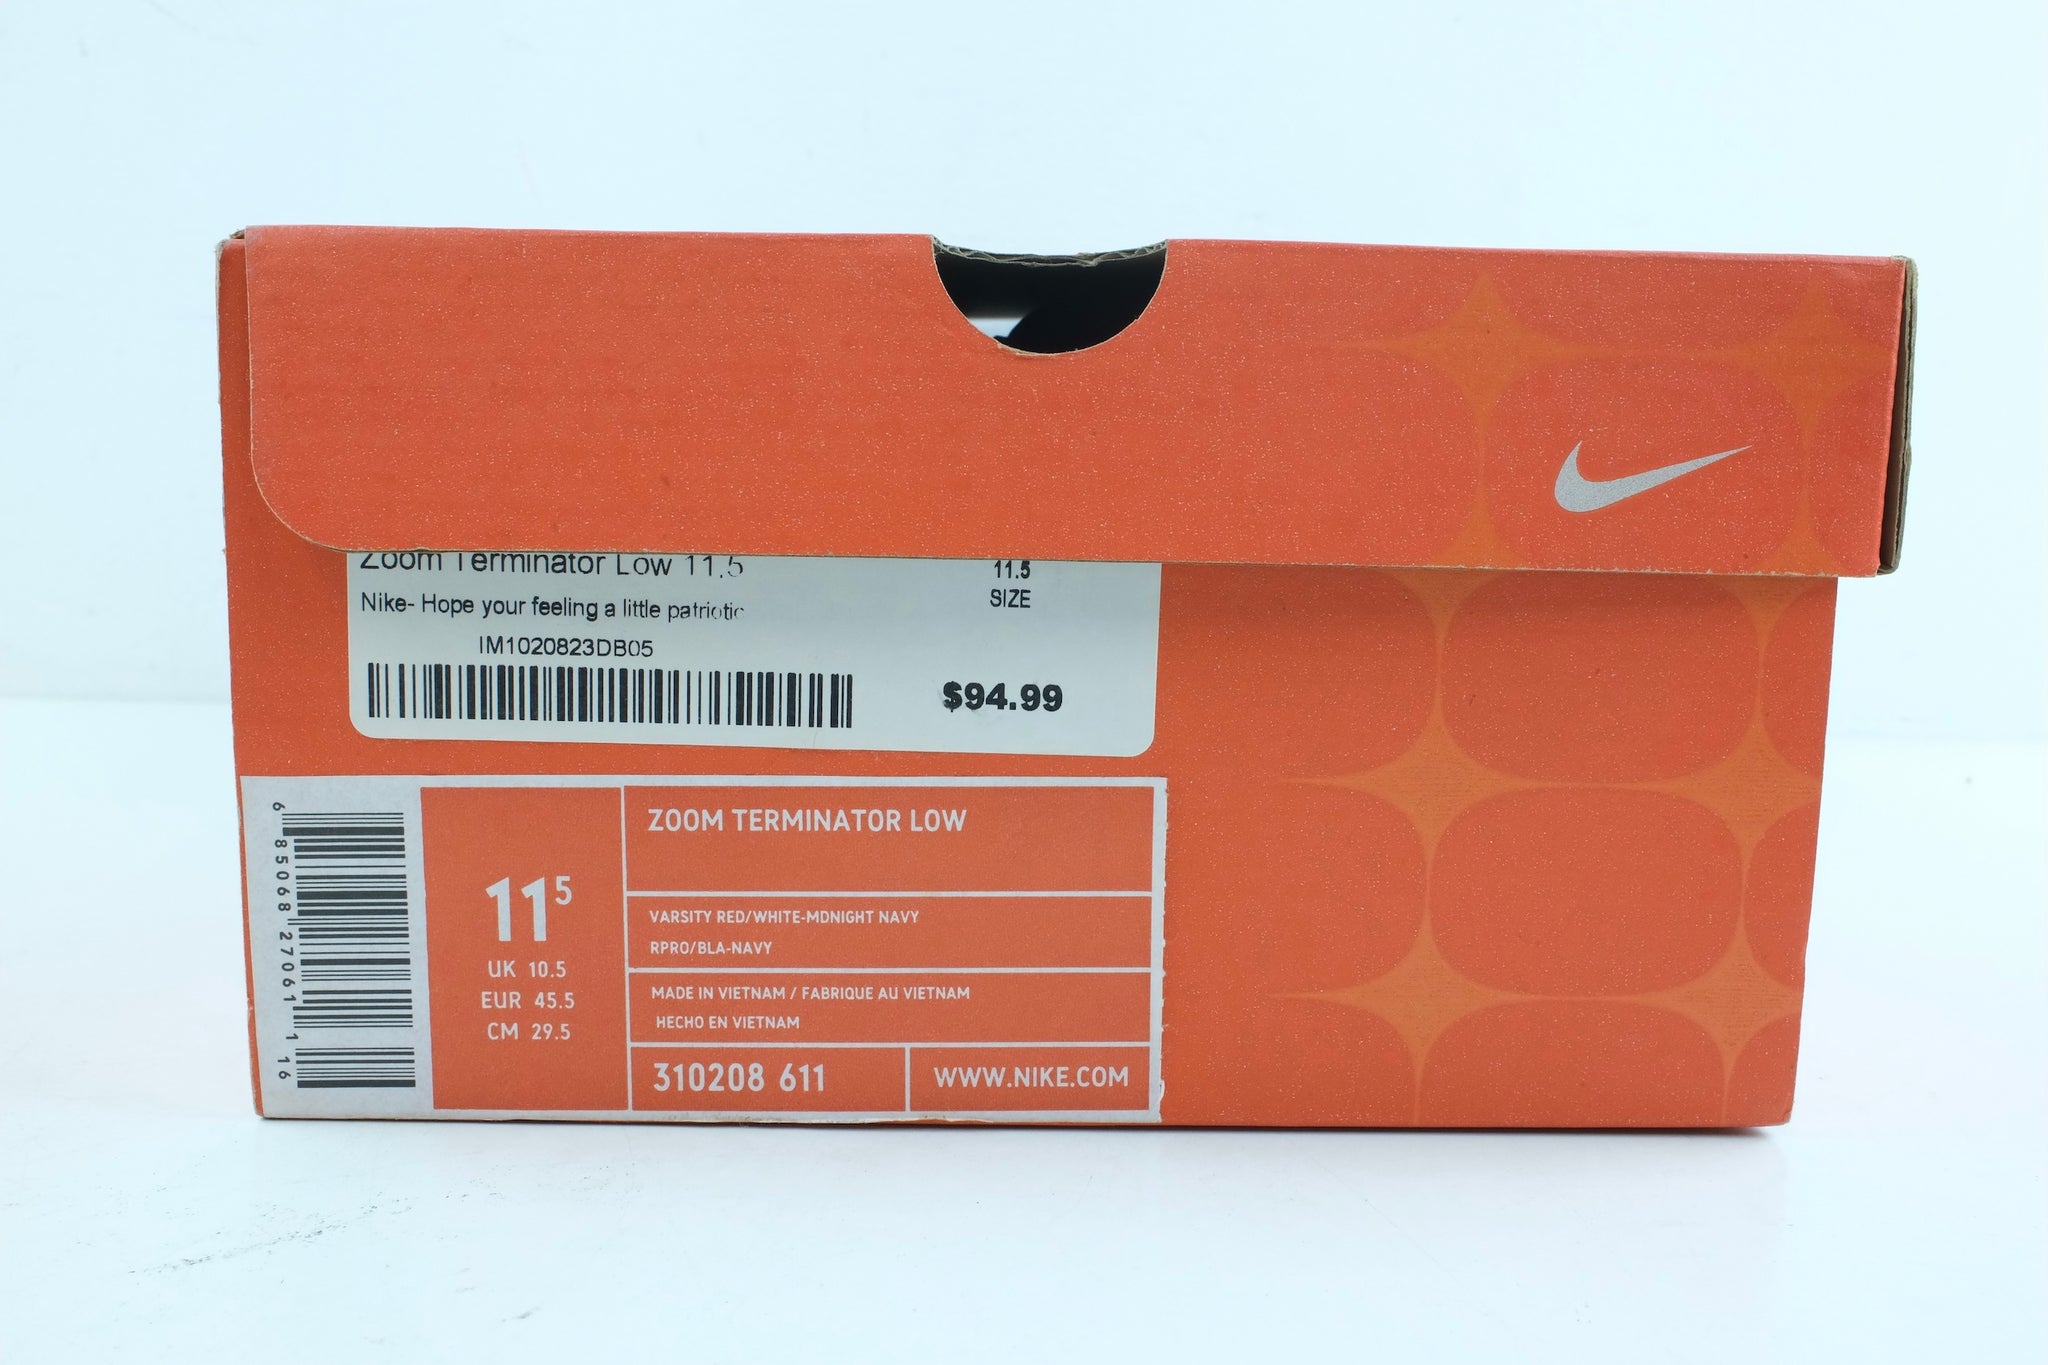 Zoom Terminator Low 11.5
11.5
SIZE
Nike- Hope your feeling a little patriotic
IM1020823DB05
$94.99
6 85068 27061 1 16
11 5
UK 10.5
EUR 45.5
CM 29.5
ZOOM TERMINATOR LOW
VARSITY RED/WHITE-MDNIGHT NAVY
RPRO/BLA-NAVY
MADE IN VIETNAM / FABRIQUE AU VIETNAM
HECHO EN VIETNAM
310208 611
WWW.NIKE.COM